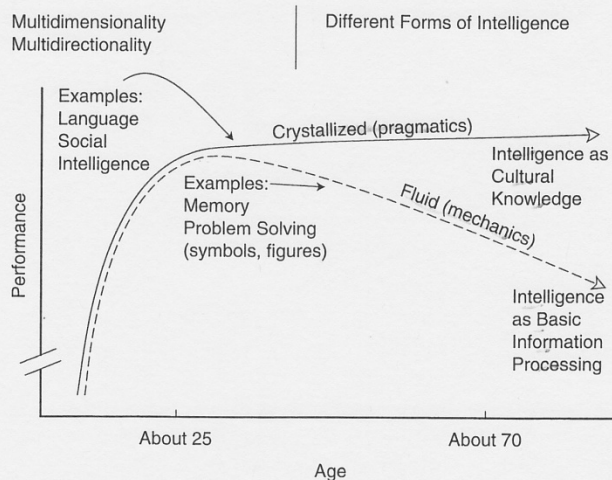 Multidimensionality
Multidirectionality
Different Forms of Intelligence
Examples:
Language
Social
Intelligence
Crystallized (pragmatics)
Intelligence as
Cultural
Knowledge
Examples:
Memory
Problem Solving
(symbols, figures)
Fluid (mechanics)
Intelligence
as Basic
Information
Processing
Performance
About 25
About 70
Age